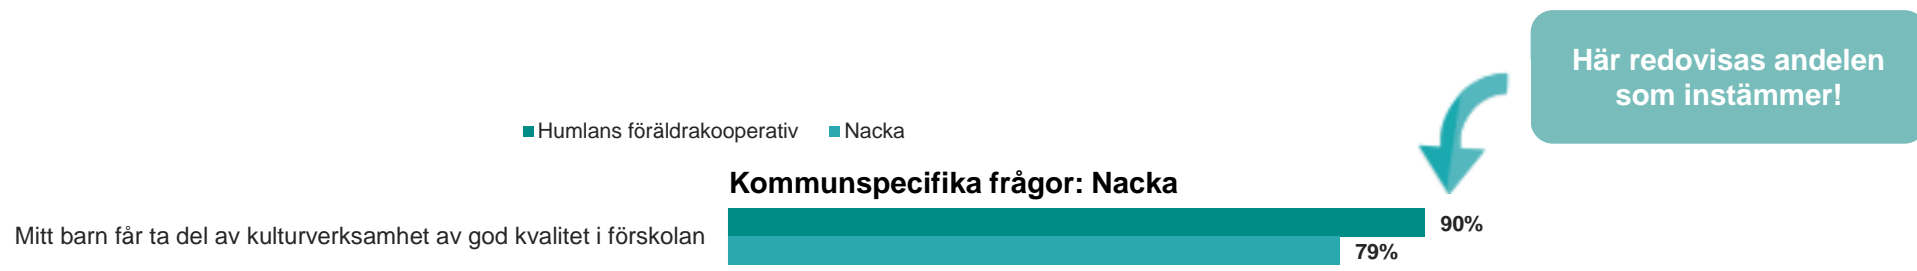 Här redovisas andelen
som instämmer!
Humlans föräldrakooperativ Nacka
Kommunspecifika frågor: Nacka
Mitt barn får ta del av kulturverksamhet av god kvalitet i förskolan
90%
79%